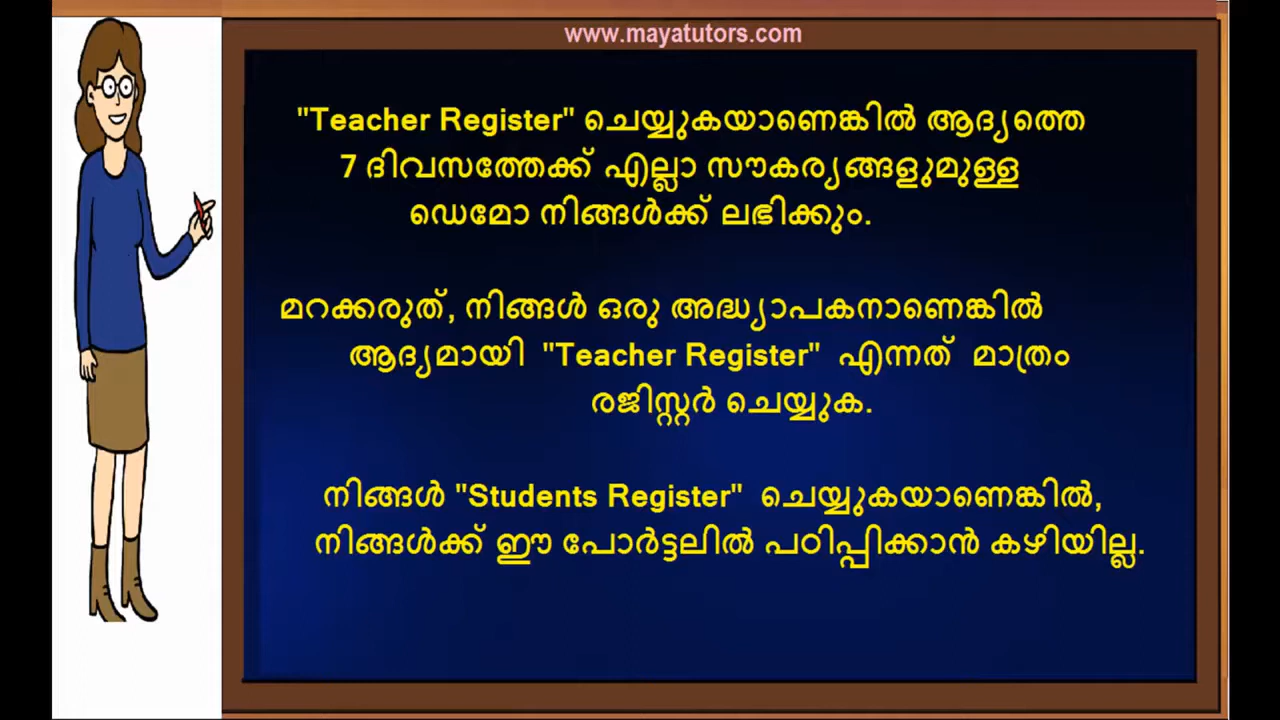 www.mayatutors.com
"Teacher Register" ചെയ്യുകയാണെങ്കിൽ ആദ്യത്തെ
7 ദിവസത്തേക്ക് എല്ലാ സൗകര്യങ്ങളുമുള്ള
ഡെമോ നിങ്ങൾക്ക് ലഭിക്കും.
മറക്കരുത്, നിങ്ങൾ ഒരു അദ്ധ്യാപകനാണെങ്കിൽ
ആദ്യമായി "Teacher Register" എന്നത് മാത്രം
രജിസ്റ്റർ ചെയ്യുക.
നിങ്ങൾ "Students Register" ചെയ്യുകയാണെങ്കിൽ,
നിങ്ങൾക്ക് ഈ പോർട്ടലിൽ പഠിപ്പിക്കാൻ കഴിയില്ല.